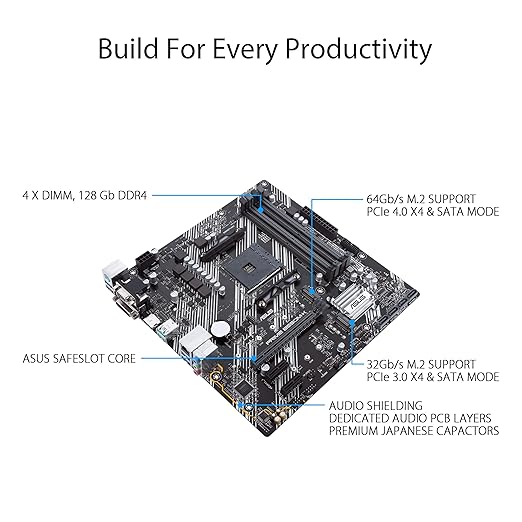 Build For Every Productivity
4 X DIMM, 128 Gb DDR4
64Gb/s M.2 SUPPORT
PCIe 4.0 X4 & SATA MODE
ASUS SAFESLOT CORE
32Gb/s M.2 SUPPORT
PCIe 3.0 X4 & SATA MODE
AUDIO SHIELDING
DEDICATED AUDIO PCB LAYERS
PREMIUM JAPANESE CAPACTORS